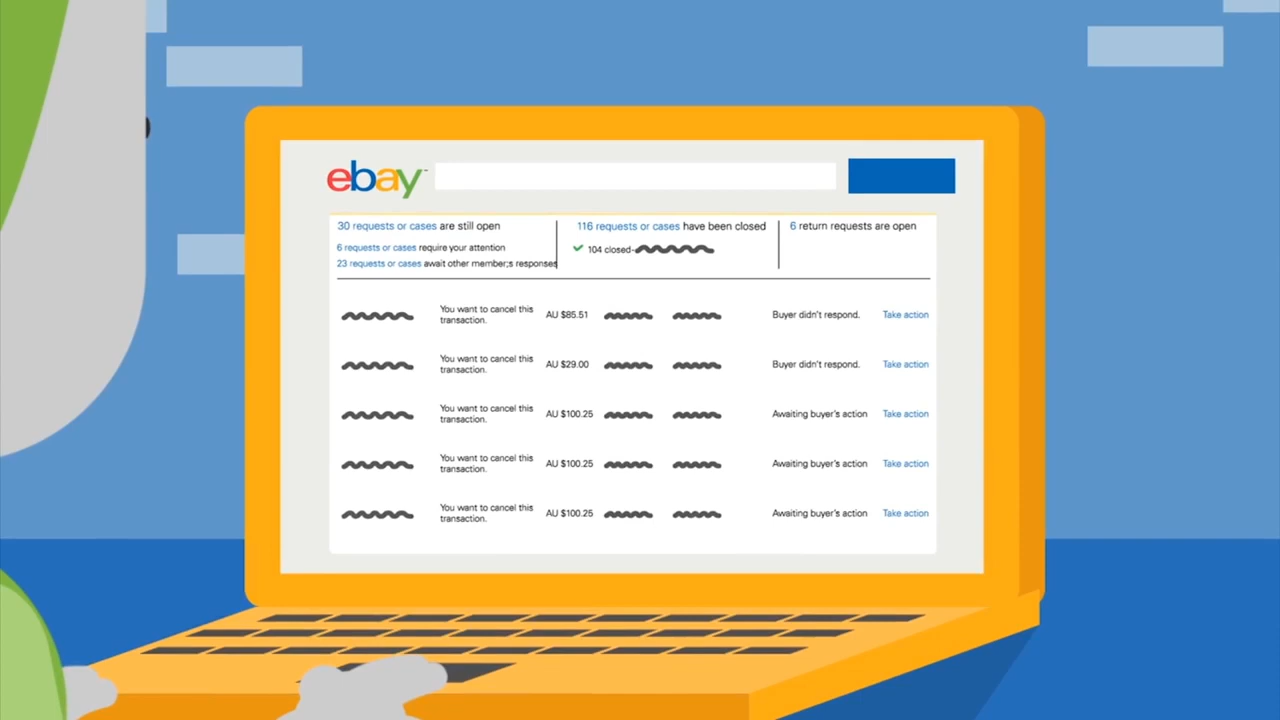 ebay™
30 requests or cases are still open
116 requests or cases have been closed
6 return requests are open
6 requests or cases require your attention
104 closed-
23 requests or cases await other member;s responses
You want to cancel this
transaction.
AU $85.51
Buyer didn't respond.
Take action
You want to cancel this
transaction.
AU $29.00
Buyer didn't respond.
Take action
You want to cancel this
transaction.
AU $100.25
Awaiting buyer's action
Take action
You want to cancel this
transaction.
AU $100.25
Awaiting buyer's action
Take action
You want to cancel this
transaction.
AU $100.25
Awaiting buyer's action
Take action